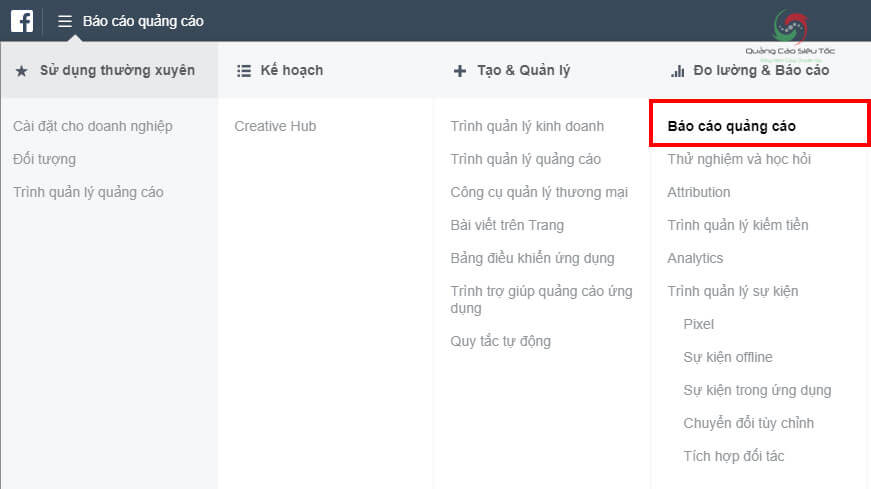 Báo cáo quảng cáo
Quảng Cáo Siêu Tốc
Sử dụng thường xuyên
Cài đặt cho doanh nghiệp
Đối tượng
Trình quản lý quảng cáo
Kế hoạch
Creative Hub
Tạo & Quản lý
Trình quản lý kinh doanh
Trình quản lý quảng cáo
Công cụ quản lý thương mại
Bài viết trên Trang
Bảng điều khiển ứng dụng
Trình trợ giúp quảng cáo ứng
dụng
Quy tắc tự động
Đo lường & Báo cáo
Báo cáo quảng cáo
Thử nghiệm và học hỏi
Attribution
Trình quản lý kiếm tiền
Analytics
Trình quản lý sự kiện
Pixel
Sự kiện offline
Sự kiện trong ứng dụng
Chuyển đổi tùy chỉnh
Tích hợp đối tác